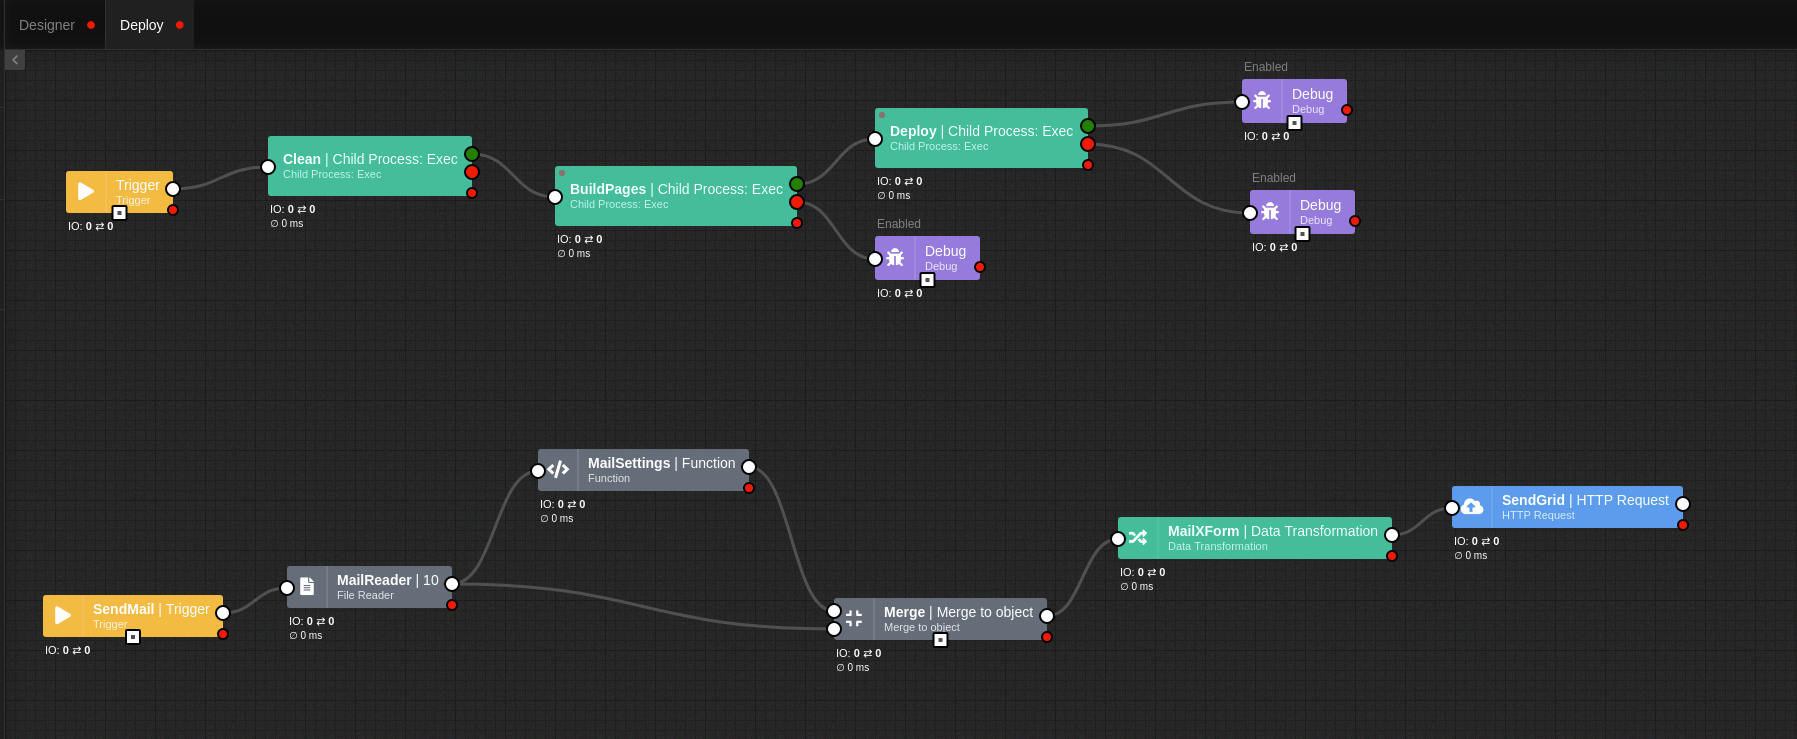 Designer
Deploy
Enabled
Debug
Debug
IO: 0 ⇄ 0
Deploy | Child Process: Exec
Child Process: Exec
IO: 0 ⇄ 0
∅ 0 ms
Clean | Child Process: Exec
Child Process: Exec
IO: 0 ⇄ 0
∅ 0 ms
Trigger
Trigger
IO: 0 ⇄ 0
BuildPages | Child Process: Exec
Child Process: Exec
IO: 0 ⇄ 0
∅ 0 ms
Enabled
Debug
Debug
IO: 0 ⇄ 0
Enabled
Debug
Debug
IO: 0 ⇄ 0
MailSettings | Function
Function
IO: 0 ⇄ 0
∅ 0 ms
SendGrid | HTTP Request
HTTP Request
IO: 0 ⇄ 0
∅ 0 ms
MailXForm | Data Transformation
Data Transformation
IO: 0 ⇄ 0
∅ 0 ms
MailReader | 10
File Reader
IO: 0 ⇄ 0
∅ 0 ms
SendMail | Trigger
Trigger
IO: 0 ⇄ 0
Merge | Merge to object
Merge to object
IO: 0 ⇄ 0
∅ 0 ms